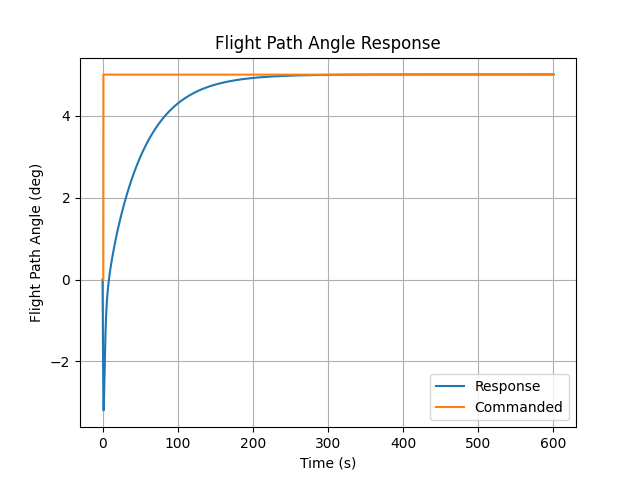 Flight Path Angle Response
Flight Path Angle (deg)
4
2
0
−2
0 100 200 300 400 500 600
Time (s)
Response
Commanded